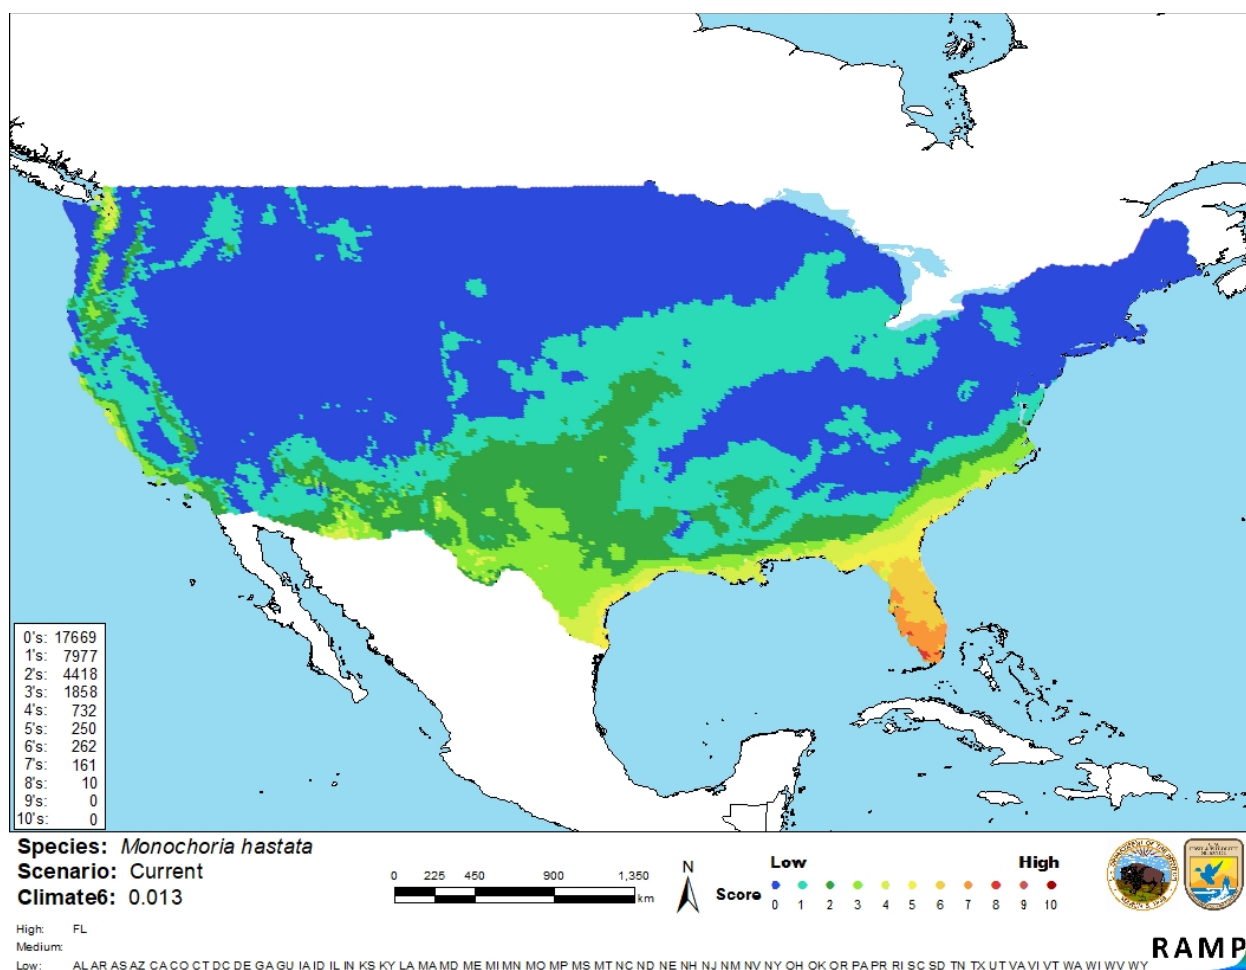 0's: 17669
1's: 7977
2's: 4418
3's: 1858
4's: 732
5's: 250
6's: 262
7's: 161
8's: 10
9's: 0
10's: 0
Species: Monochoria hastata
Scenario: Current
Climate6: 0.013
0 225 450 900 1,350
km
N
Low High
Score 0 1 2 3 4 5 6 7 8 9 10
High: FL
Medium:
Low: AL AR AS AZ CA CO CT DC DE GA GU IA ID IL IN KS KY LA MA MD ME MI MN MO MP MS MT NC ND NE NH NJ NM NV NY OH OK OR PA PR RI SC SD TN TX UT VA VI VT WA WI WV WY
RAMP